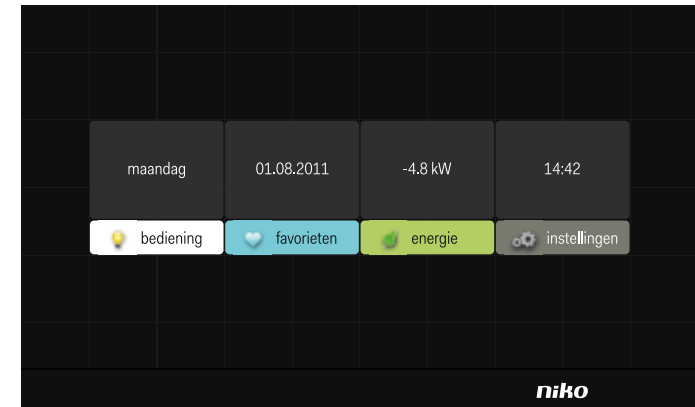 maandag 01.08.2011 -4.8 kW 14:42
bediening favorieten energie instellingen
niko